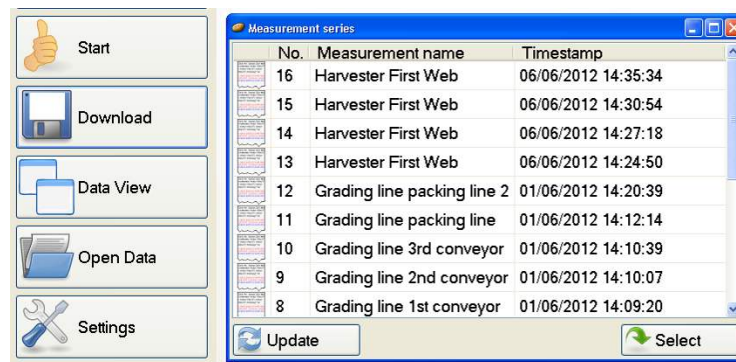 Start
Download
Data View
Open Data
Settings
Measurement series
No. Measurement name Timestamp
16 Harvester First Web 06/06/2012 14:35:34
15 Harvester First Web 06/06/2012 14:30:54
14 Harvester First Web 06/06/2012 14:27:18
13 Harvester First Web 06/06/2012 14:24:50
12 Grading line packing line 2 01/06/2012 14:20:39
11 Grading line packing line 01/06/2012 14:12:14
10 Grading line 3rd conveyor 01/06/2012 14:10:39
9 Grading line 2nd conveyor 01/06/2012 14:10:07
8 Grading line 1st conveyor 01/06/2012 14:09:20
Update Select